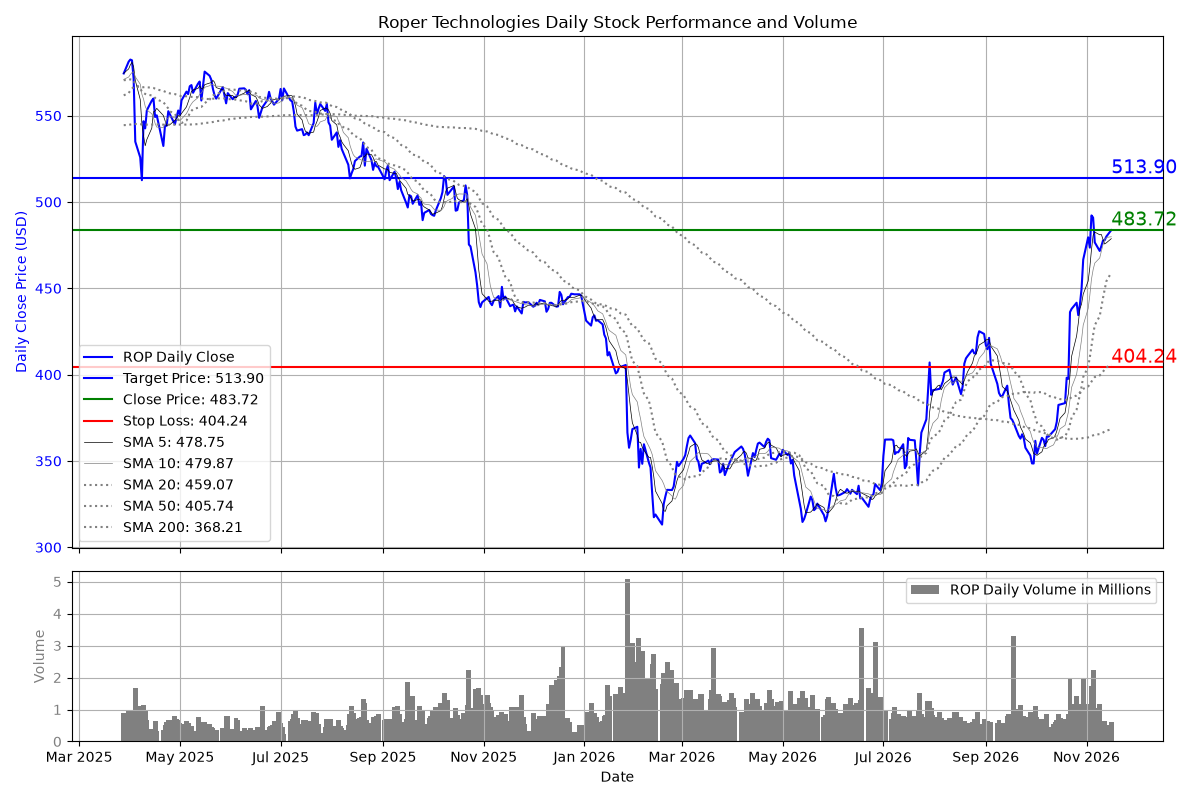 Roper Technologies Daily Stock Performance and Volume
Daily Close Price (USD)
550
500
450
400
350
300
513.90
483.72
404.24
ROP Daily Close
Target Price: 513.90
Close Price: 483.72
Stop Loss: 404.24
SMA 5: 478.75
SMA 10: 479.87
SMA 20: 459.07
SMA 50: 405.74
SMA 200: 368.21
Volume
5
4
3
2
1
0
ROP Daily Volume in Millions
Mar 2025 May 2025 Jul 2025 Sep 2025 Nov 2025 Jan 2026 Mar 2026 May 2026 Jul 2026 Sep 2026 Nov 2026
Date